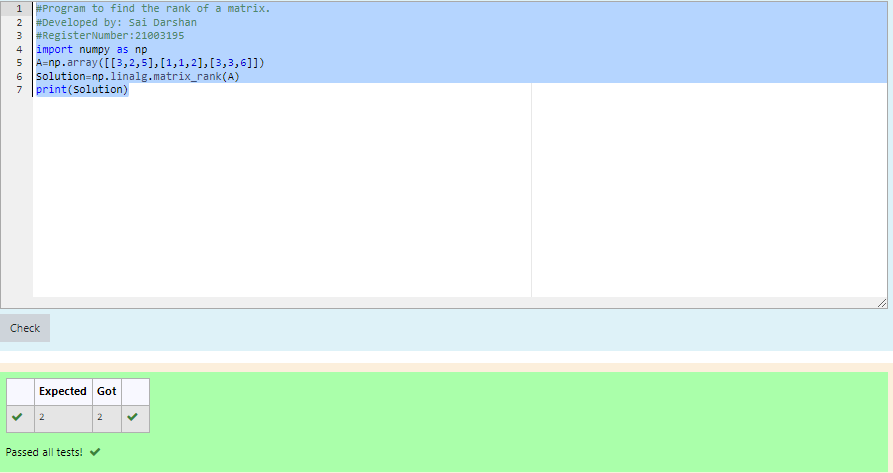 1 #Program to find the rank of a matrix.
2 #Developed by: Sai Darshan
3 #RegisterNumber:21003195
4 import numpy as np
5 A=np.array([[3,2,5],[1,1,2],[3,3,6]])
6 Solution=np.linalg.matrix_rank(A)
7 print(Solution)
Check
Expected Got
2 2
Passed all tests!